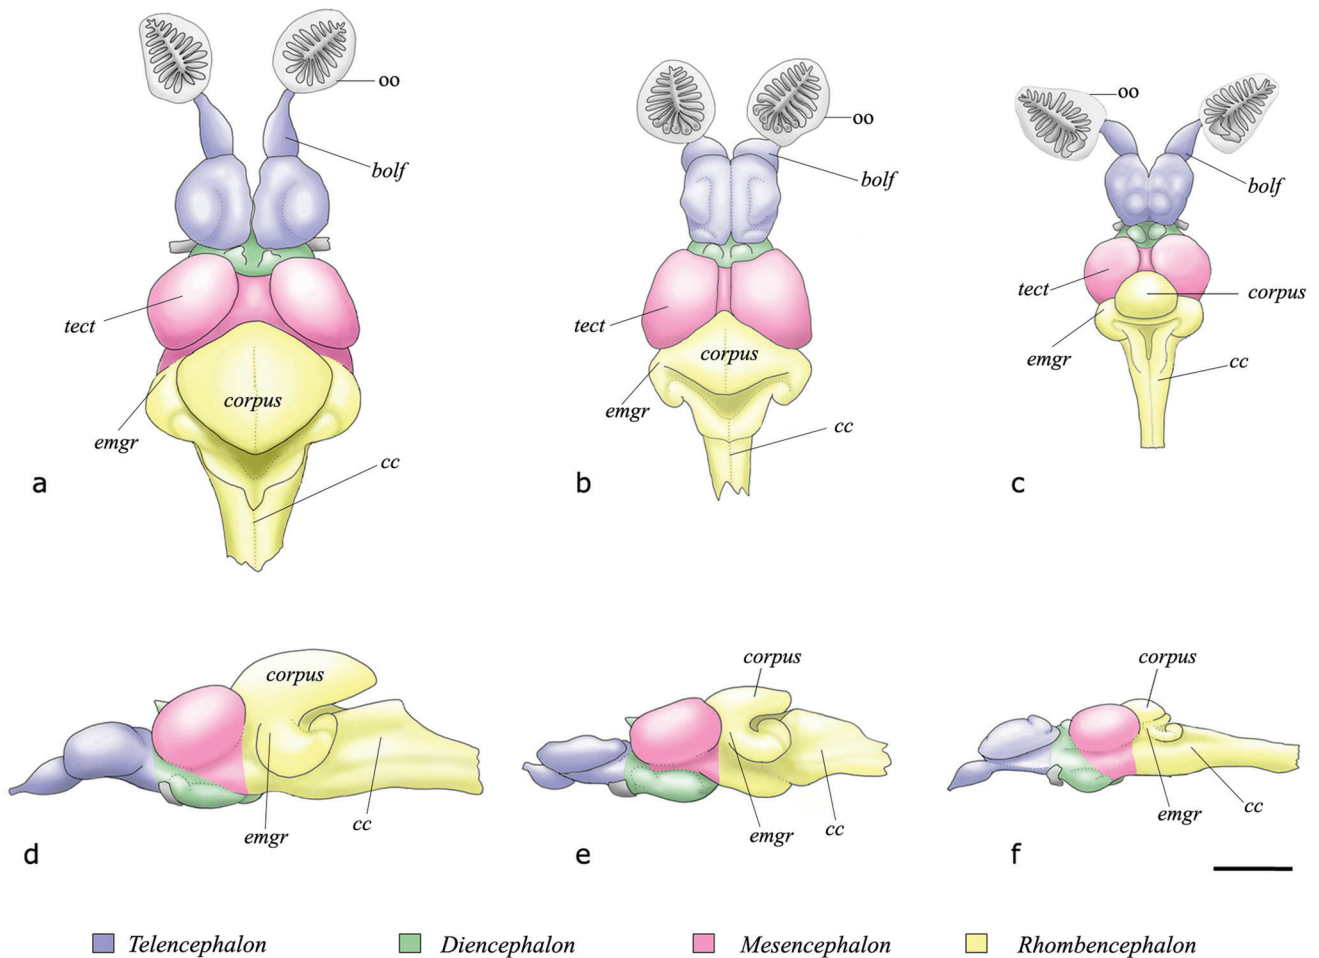 oo
bolf
tect
corpus
emgr
cc
a
oo
bolf
tect
corpus
emgr
cc
b
oo
bolf
tect
corpus
emgr
cc
c
corpus
emgr
cc
d
corpus
emgr
cc
e
corpus
emgr
cc
f
Telencephalon
Diencephalon
Mesencephalon
Rhombencephalon